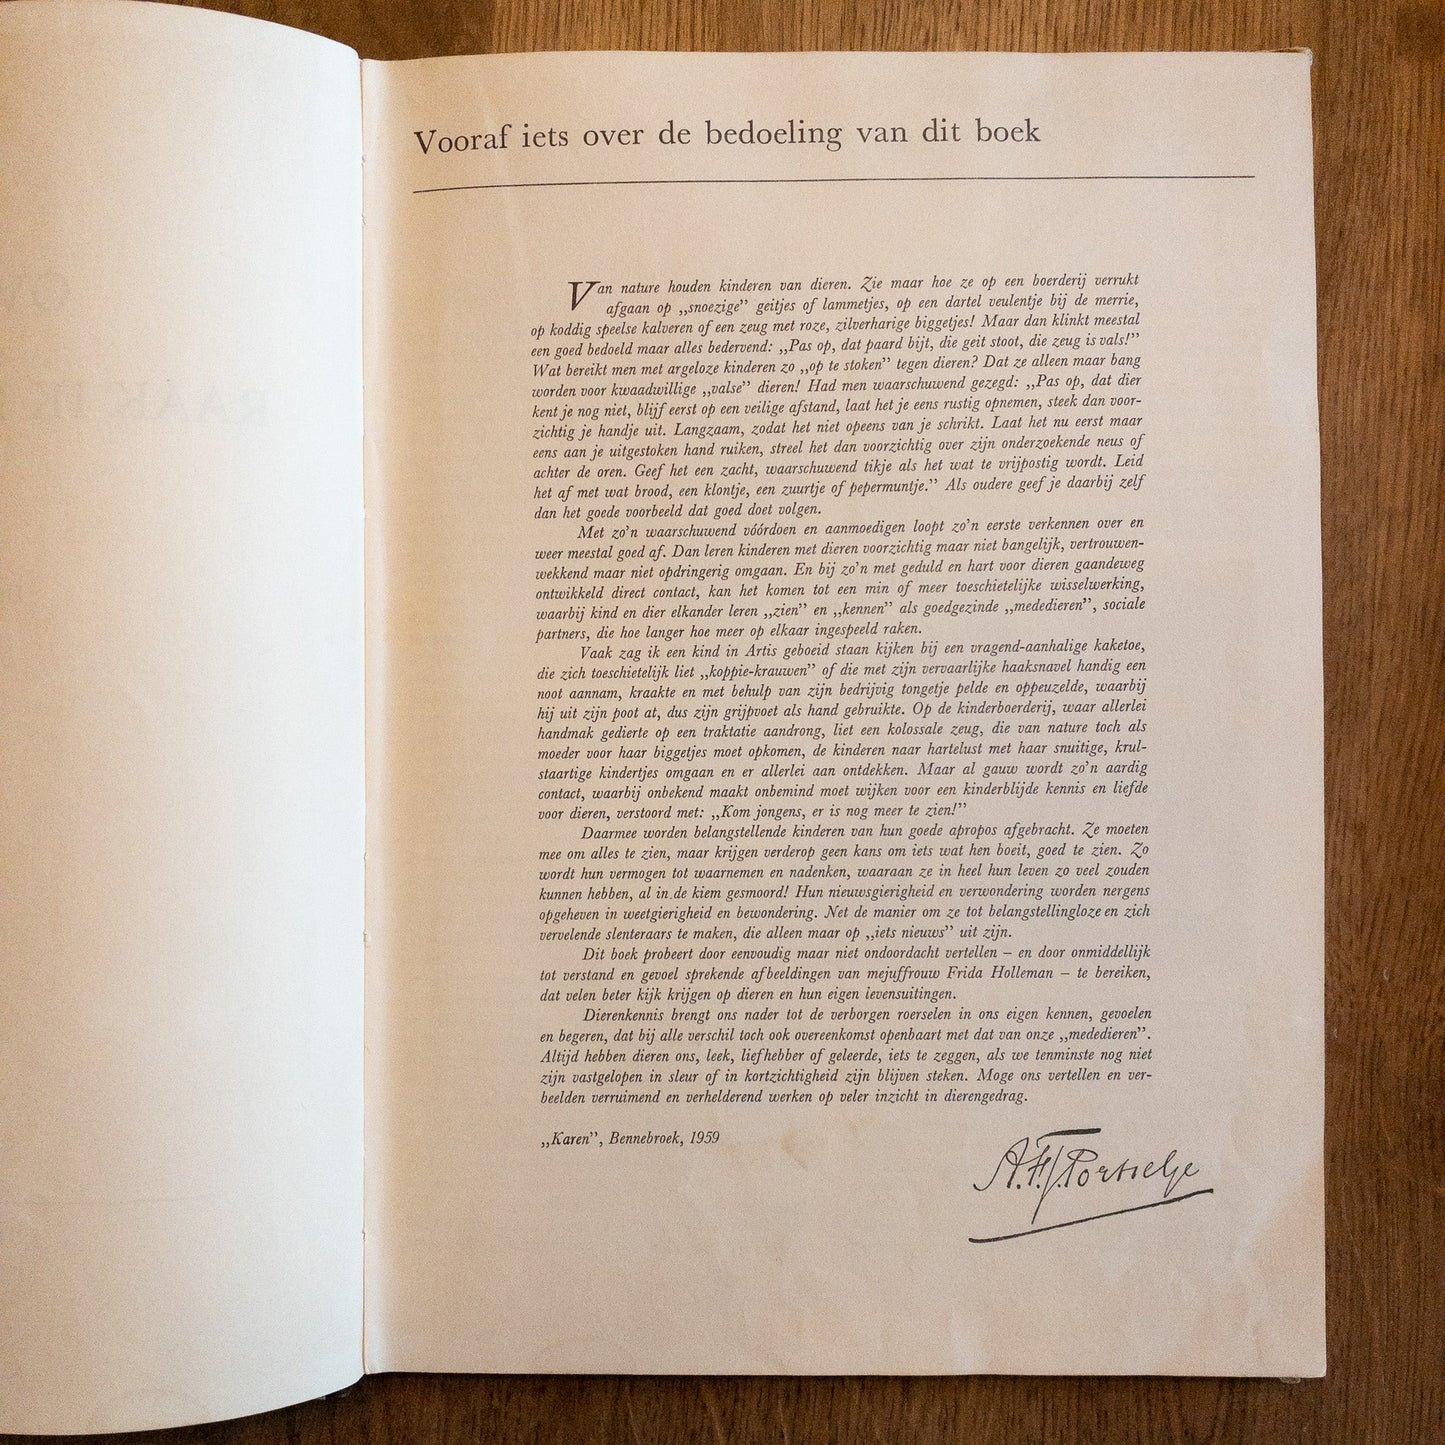 Vooraf iets over de bedoeling van dit boek
Van nature houden kinderen van dieren. Zie maar hoe ze op een boerderij verrukt
afgaan op „snoezige” geitjes of lammetjes, op een dartel veulentje bij de merrie,
op koddig speelse kalveren of een zeug met roze, zilverharige biggetjes! Maar dan klinkt meestal
een goed bedoeld maar alles bedervend: „Pas op, dat paard bijt, die geit stoot, die zeug is vals!”
Wat bereikt men met argeloze kinderen zo „op te stoken” tegen dieren? Dat ze alleen maar bang
worden voor kwaadwillige „valse” dieren! Had men waarschuwend gezegd: „Pas op, dat dier
kent je nog niet, blijf eerst op een veilige afstand, laat het je eens rustig opnemen, steek dan voor-
zichtig je handje uit. Langzaam, zodat het niet opeens van je schrikt. Laat het nu eerst maar
eens aan je uitgestoken hand ruiken, streel het dan voorzichtig over zijn onderzoekende neus of
achter de oren. Geef het een zacht, waarschuwend tikje als het wat te vrijpostig wordt. Leid
het af met wat brood, een klontje, een zuurtje of pepermuntje.” Als oudere geef je daarbij zelf
dan het goede voorbeeld dat goed doet volgen.
Met zo’n waarschuwend vóórdoen en aanmoedigen loopt zo’n eerste verkennen over en
weer meestal goed af. Dan leren kinderen met dieren voorzichtig maar niet bangelijk, vertrouwen-
wekkend maar niet opdringerig omgaan. En bij zo’n met geduld en hart voor dieren gaandeweg
ontwikkeld direct contact, kan het komen tot een min of meer toeschietelijke wisselwerking,
waarbij kind en dier elkander leren „zien” en „kennen” als goedgezinde „mededieren”, sociale
partners, die hoe langer hoe meer op elkaar ingespeeld raken.
Vaak zag ik een kind in Artis geboeid staan kijken bij een vragend-aanhalige kaketoe,
die zich toeschietelijk liet „koppie-krauwen” of die met zijn vervaarlijke haaksnavel handig een
noot aannam, kraakte en met behulp van zijn bedrijvig tongetje pelde en oppeuzelde, waarbij
hij uit zijn poot at, dus zijn grijpvoet als hand gebruikte. Op de kinderboerderij, waar allerlei
handmak gedierte op een traktatie aandrong, liet een kolossale zeug, die van nature toch als
moeder voor haar biggetjes moet opkomen, de kinderen naar hartelust met haar snuitige, krul-
staartige kindertjes omgaan en er allerlei aan ontdekken. Maar al gauw wordt zo’n aardig
contact, waarbij onbekend maakt onbemind moet wijken voor een kinderblijde kennis en liefde
voor dieren, verstoord met: „Kom jongens, er is nog meer te zien!”
Daarmee worden belangstellende kinderen van hun goede apropos afgebracht. Ze moeten
mee om alles te zien, maar krijgen verderop geen kans om iets wat hen boeit, goed te zien. Zo
wordt hun vermogen tot waarnemen en nadenken, waaraan ze in heel hun leven zo veel zouden
kunnen hebben, al in de kiem gesmoord! Hun nieuwsgierigheid en verwondering worden nergens
opgeheven in weetgierigheid en bewondering. Net de manier om ze tot belangstellingloze en zich
vervelende slenteraars te maken, die alleen maar op „iets nieuws” uit zijn.
Dit boek probeert door eenvoudig maar niet ondoordacht vertellen – en door onmiddellijk
tot verstand en gevoel sprekende afbeeldingen van mejuffrouw Frida Holleman – te bereiken,
dat velen beter kijk krijgen op dieren en hun eigen levensuitingen.
Dierenkennis brengt ons nader tot de verborgen roerselen in ons eigen kennen, gevoelen
en begeren, dat bij alle verschil toch ook overeenkomst openbaart met dat van onze „mededieren”.
Altijd hebben dieren ons, leek, liefhebber of geleerde, iets te zeggen, als we tenminste nog niet
zijn vastgelopen in sleur of in kortzichtigheid zijn blijven steken. Moge ons vertellen en ver-
beelden verruimend en verhelderend werken op veler inzicht in dierengedrag.
„Karen”, Bennebroek, 1959
A.F.J. Portielje